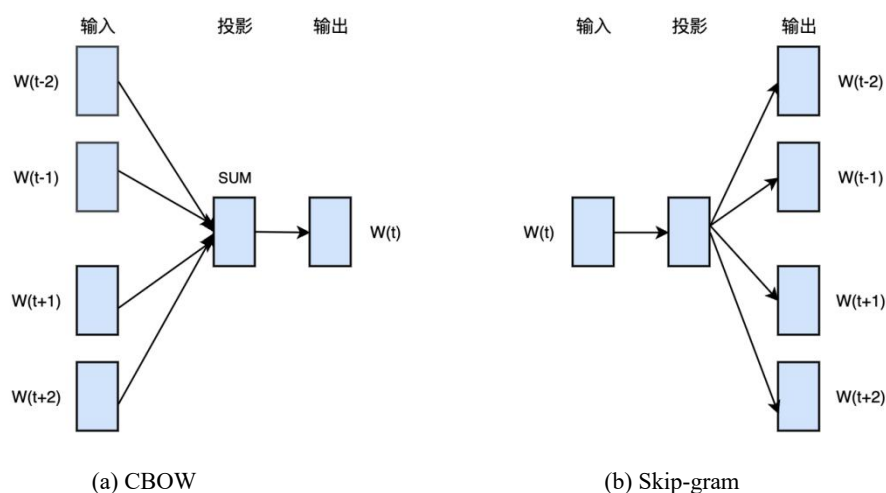 输入 投影 输出 输入 投影 输出
W(t-2) W(t-2)
W(t-1) W(t-1)
SUM
W(t) W(t)
W(t+1) W(t+1)
W(t+2) W(t+2)
(a) CBOW (b) Skip-gram